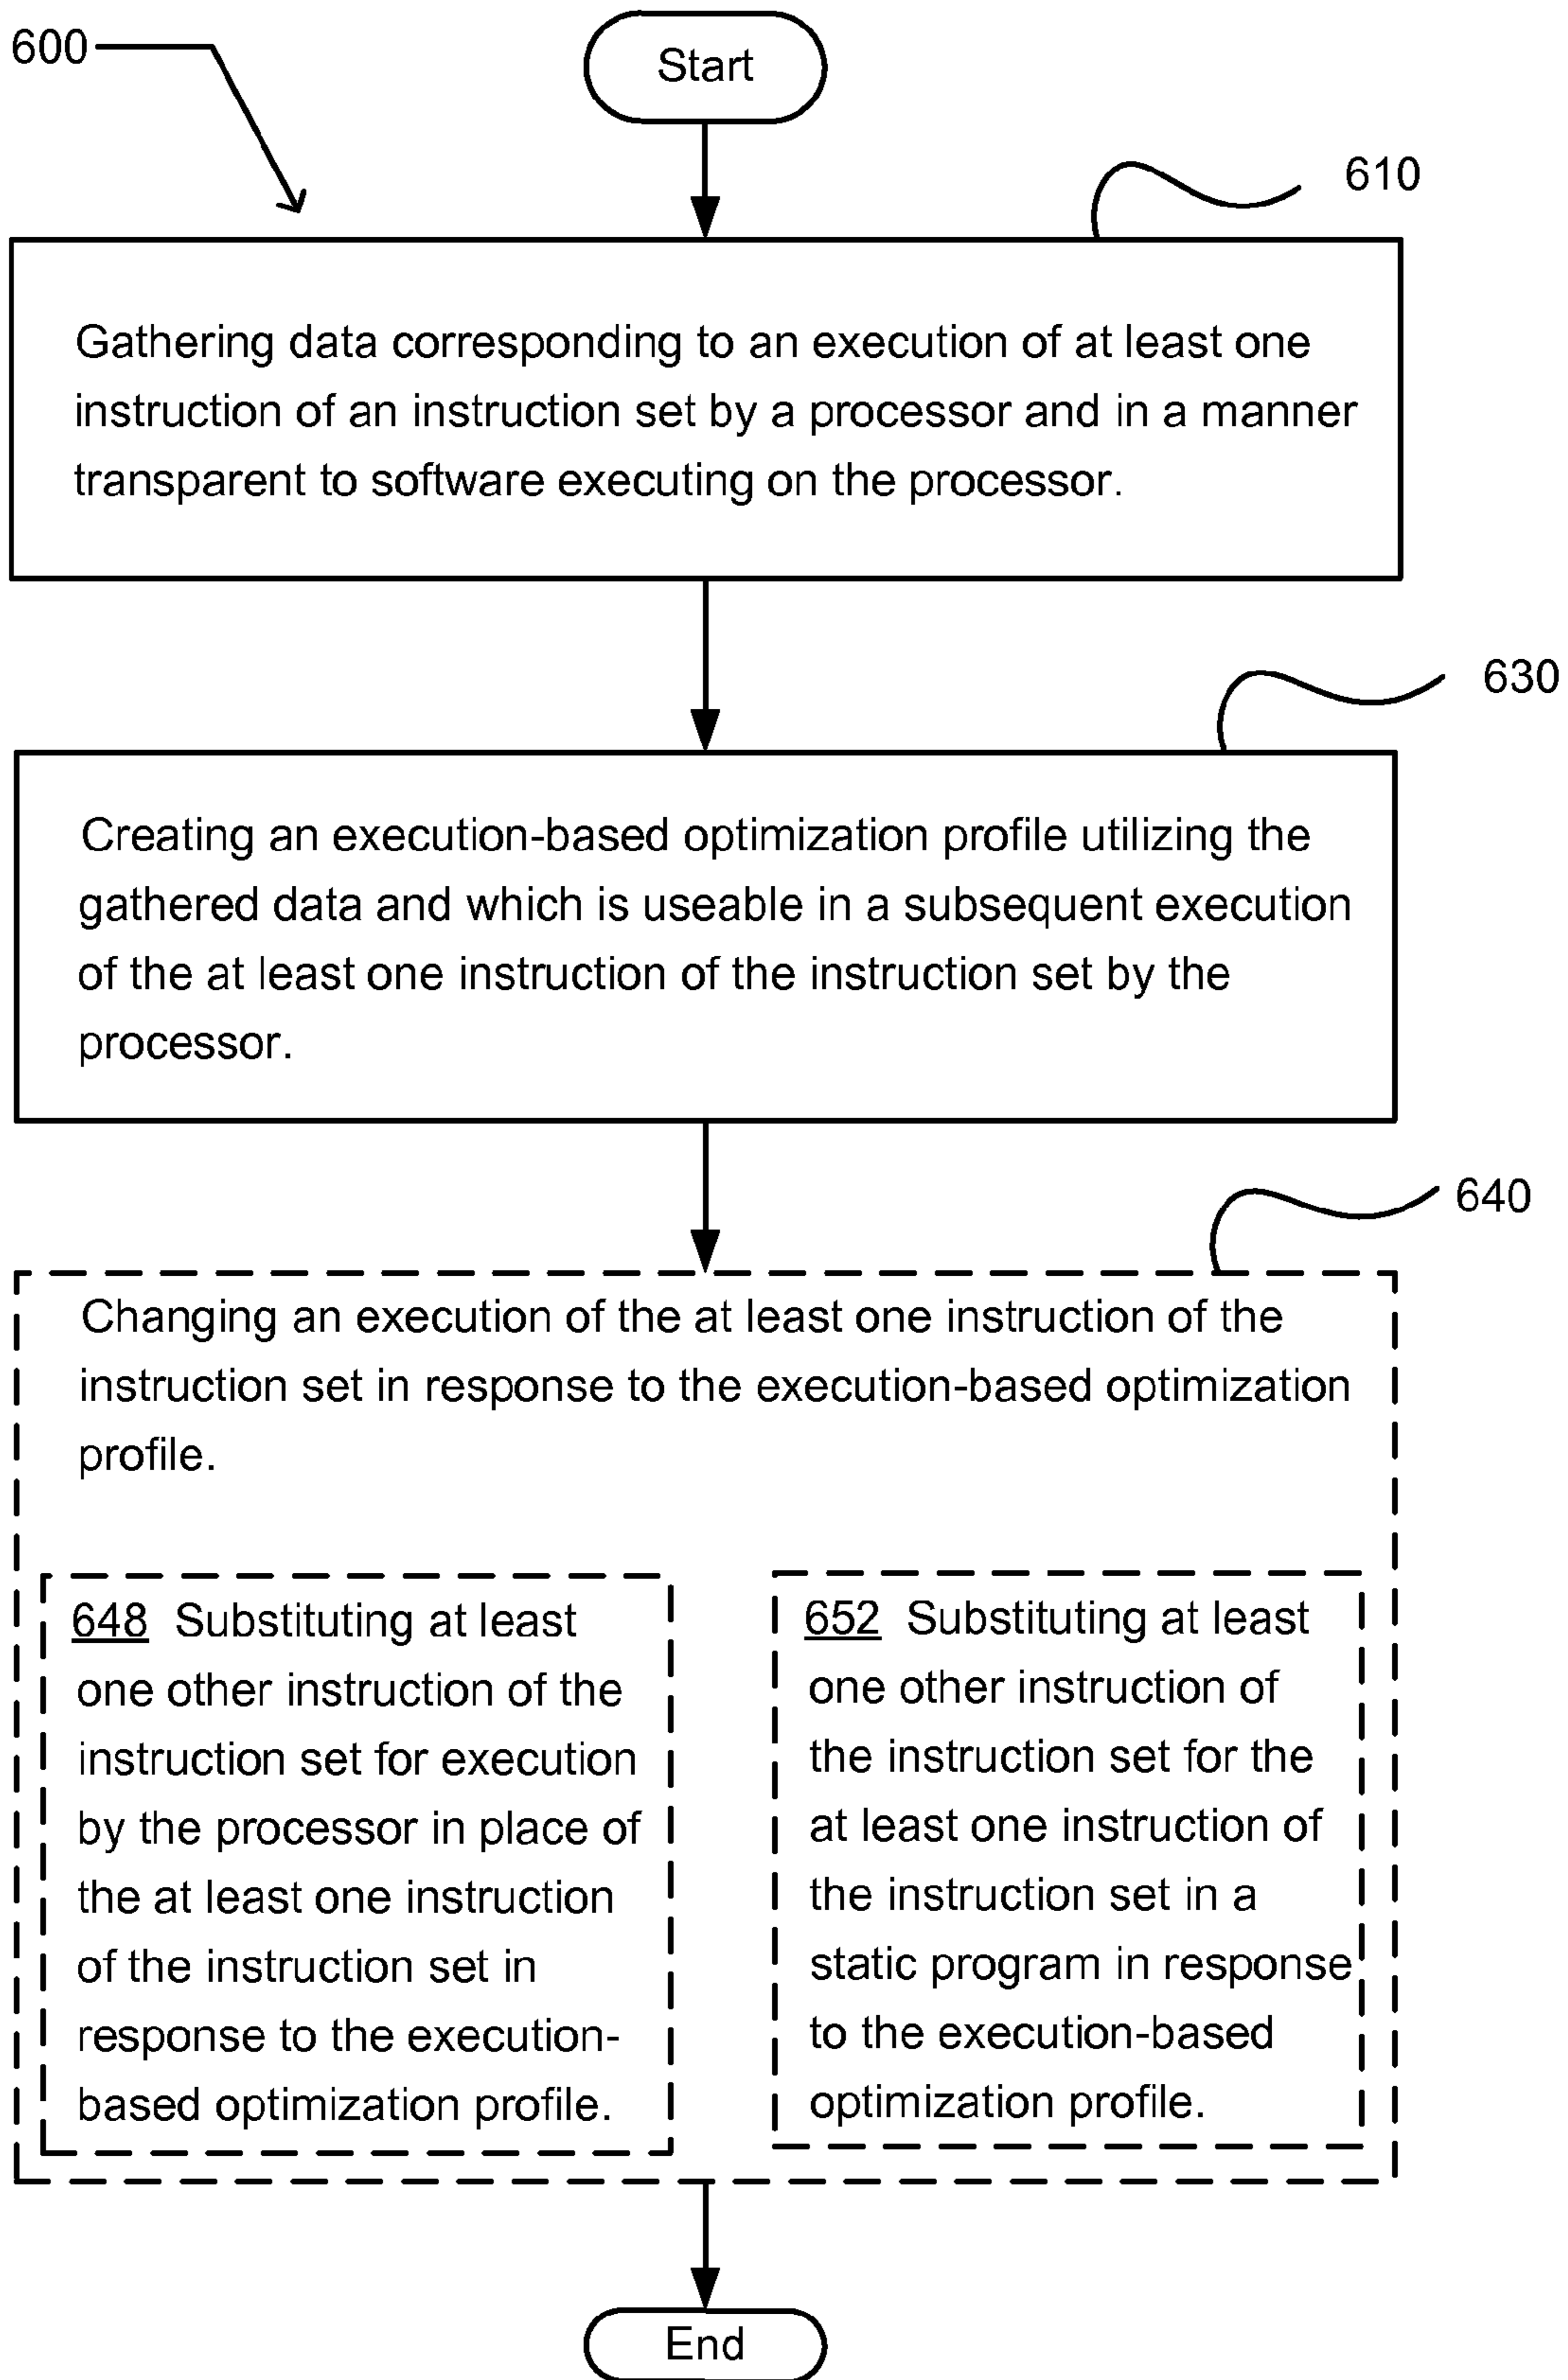 600
Start
610
Gathering data corresponding to an execution of at least one
instruction of an instruction set by a processor and in a manner
transparent to software executing on the processor.
630
Creating an execution-based optimization profile utilizing the
gathered data and which is useable in a subsequent execution
of the at least one instruction of the instruction set by the
processor.
640
Changing an execution of the at least one instruction of the
instruction set in response to the execution-based optimization
profile.
648 Substituting at least
one other instruction of the
instruction set for execution
by the processor in place of
the at least one instruction
of the instruction set in
response to the execution-
based optimization profile.
652 Substituting at least
one other instruction of
the instruction set for the
at least one instruction of
the instruction set in a
static program in response
to the execution-based
optimization profile.
End